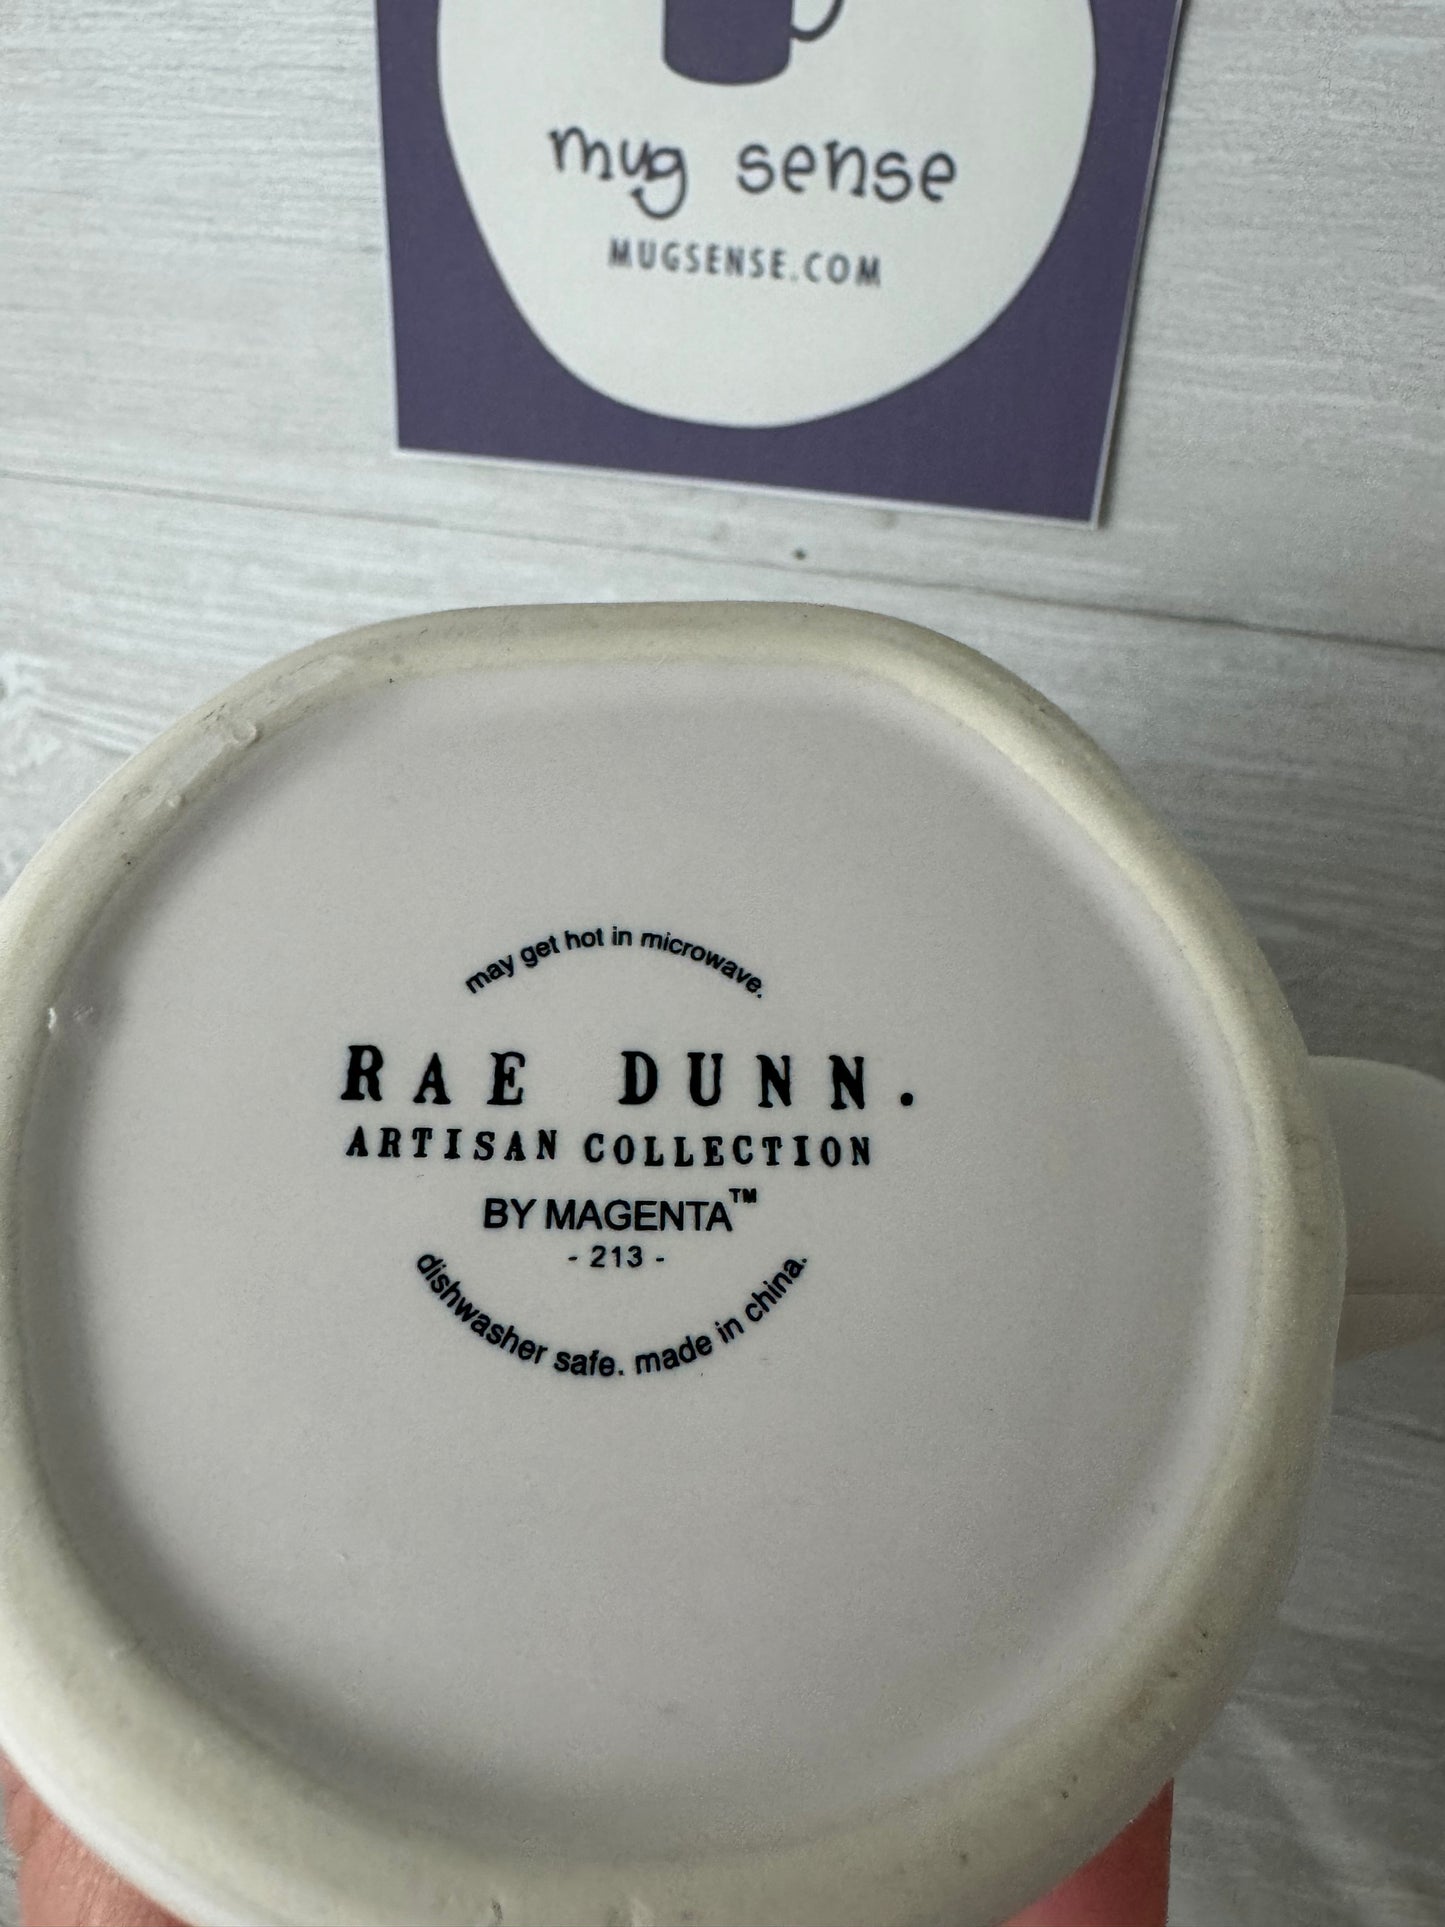 mug sense
MUGSENSE.COM
may get hot in microwave.
RAE DUNN.
ARTISAN COLLECTION
BY MAGENTA™
- 213 -
dishwasher safe. made in china.